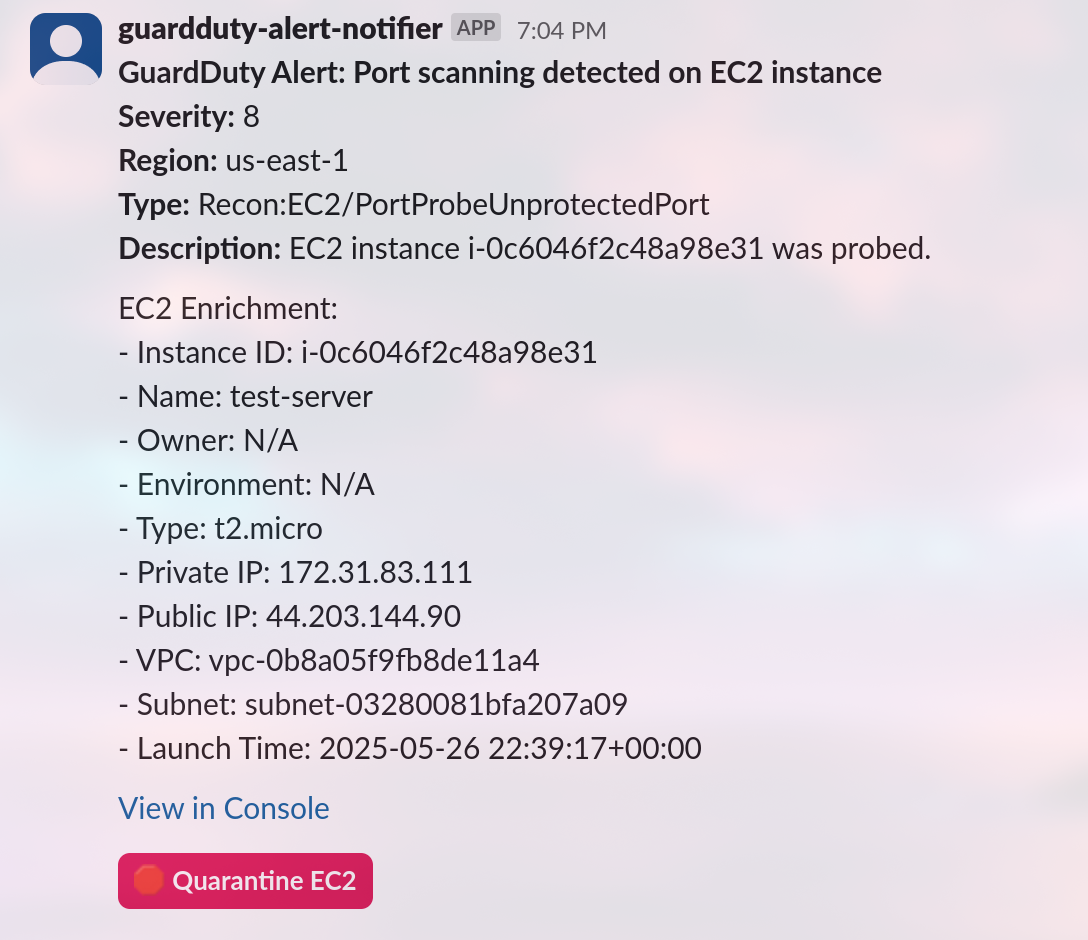 guardduty-alert-notifier APP 7:04 PM
GuardDuty Alert: Port scanning detected on EC2 instance
Severity: 8
Region: us-east-1
Type: Recon:EC2/PortProbeUnprotectedPort
Description: EC2 instance i-0c6046f2c48a98e31 was probed.
EC2 Enrichment:
- Instance ID: i-0c6046f2c48a98e31
- Name: test-server
- Owner: N/A
- Environment: N/A
- Type: t2.micro
- Private IP: 172.31.83.111
- Public IP: 44.203.144.90
- VPC: vpc-0b8a05f9fb8de11a4
- Subnet: subnet-03280081bfa207a09
- Launch Time: 2025-05-26 22:39:17+00:00
View in Console
Quarantine EC2